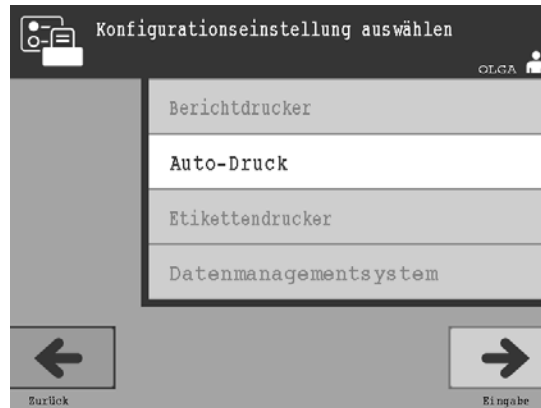 Konfigurationseinstellung auswählen
OLGA
Berichtdrucker
Auto-Druck
Etikettendrucker
Datenmanagementsystem
Zurück
Eingabe